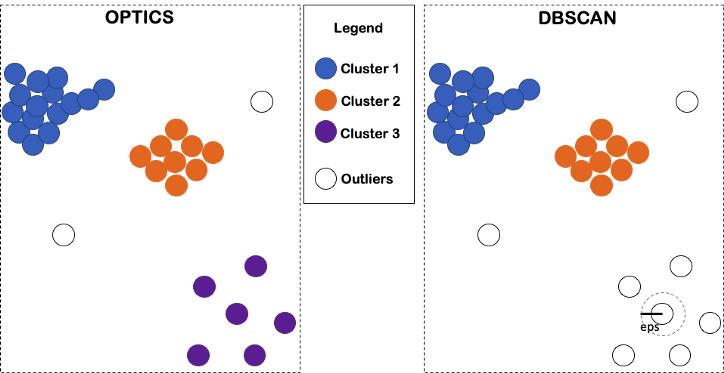 OPTICS
Legend
Cluster 1
Cluster 2
Cluster 3
Outliers
DBSCAN
eps